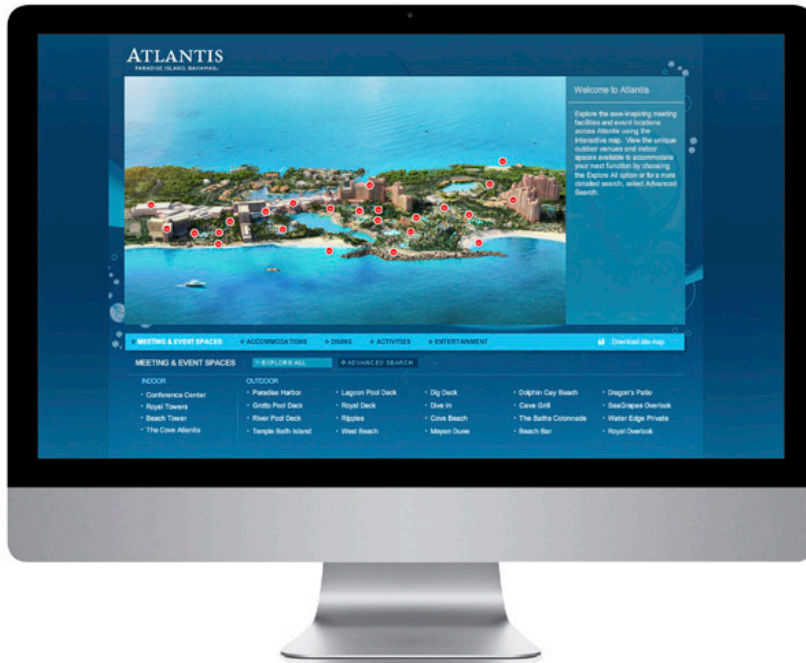 ATLANTIS
PARADISE ISLAND, BAHAMAS
Welcome to Atlantis
Explore the awe-inspiring meeting
facilities and event locations
across Atlantis using the
interactive map. View the unique
outdoor venues and indoor
spaces available to accommodate
your next function by choosing
the Explore All option or for a more
detailed search, select Advanced
Search.
MEETING & EVENT SPACES ACCOMMODATIONS DINING ACTIVITIES ENTERTAINMENT Download site map
MEETING & EVENT SPACES EXPLORE ALL ADVANCED SEARCH
INDOOR
Conference Center
Royal Towers
Beach Tower
The Cove Atlantis
OUTDOOR
Paradise Harbor
Grotto Pool Deck
River Pool Deck
Temple Bath Island
Lagoon Pool Deck
Royal Deck
Ripples
West Beach
Dig Deck
Dive In
Cove Beach
Mayan Dune
Dolphin Cay Beach
Cave Grill
The Baths Colonnade
Beach Bar
Dragon's Patio
SeaGrapes Overlook
Water Edge Private
Royal Overlook